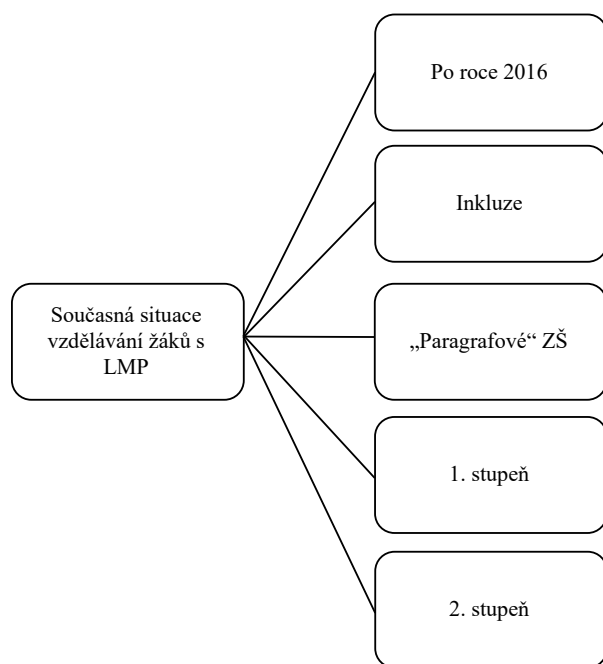 Po roce 2016
Inkluze
Současná situace
vzdělávání žáků s
LMP
„Paragrafové“ ZŠ
1. stupeň
2. stupeň